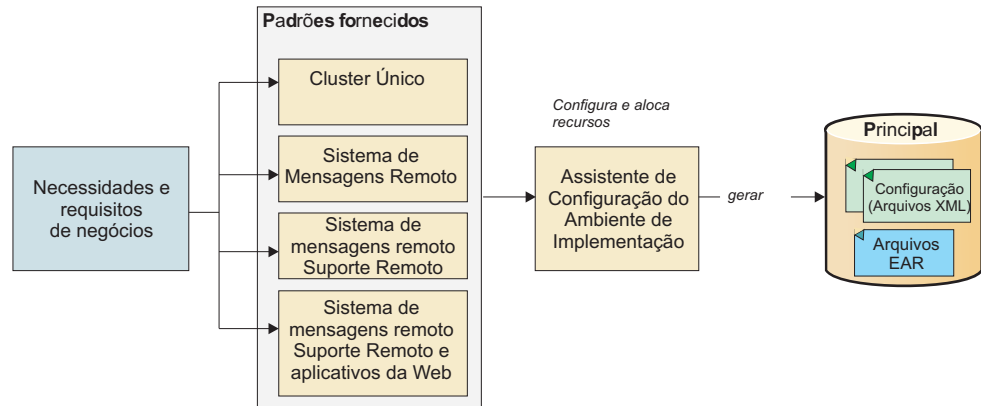 Padrões fornecidos
Cluster Único
Necessidades e
requisitos
de negócios
Sistema de
Mensagens Remoto
Sistema de
mensagens remoto
Suporte Remoto
Sistema de
mensagens remoto
Suporte Remoto e
aplicativos da Web
Configura e aloca
recursos
Assistente de
Configuração do
Ambiente de
Implementação
gerar
Principal
Configuração
(Arquivos XML)
Arquivos
EAR